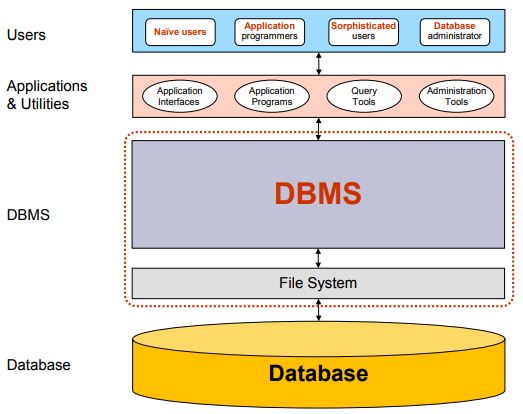 Users
Naïve users
Application
programmers
Sorphisticated
users
Database
administrator
Applications
& Utilities
Application
Interfaces
Application
Programs
Query
Tools
Administration
Tools
DBMS
DBMS
File System
Database
Database